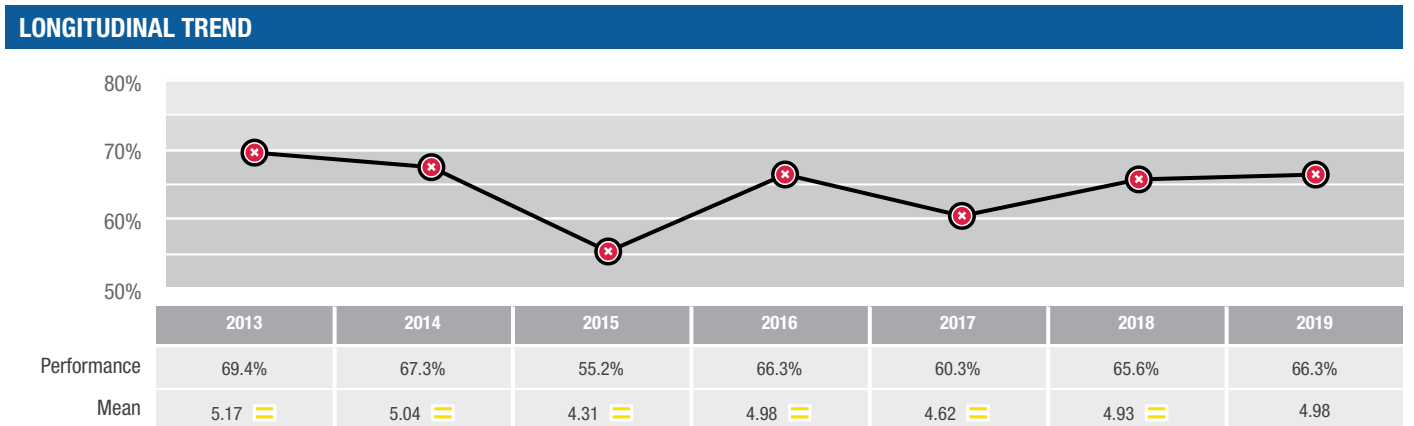 LONGITUDINAL TREND
80%
70%
60%
50%
2013 2014 2015 2016 2017 2018 2019
Performance 69.4% 67.3% 55.2% 66.3% 60.3% 65.6% 66.3%
Mean 5.17 4.31 5.04 4.98 4.62 4.93 4.98